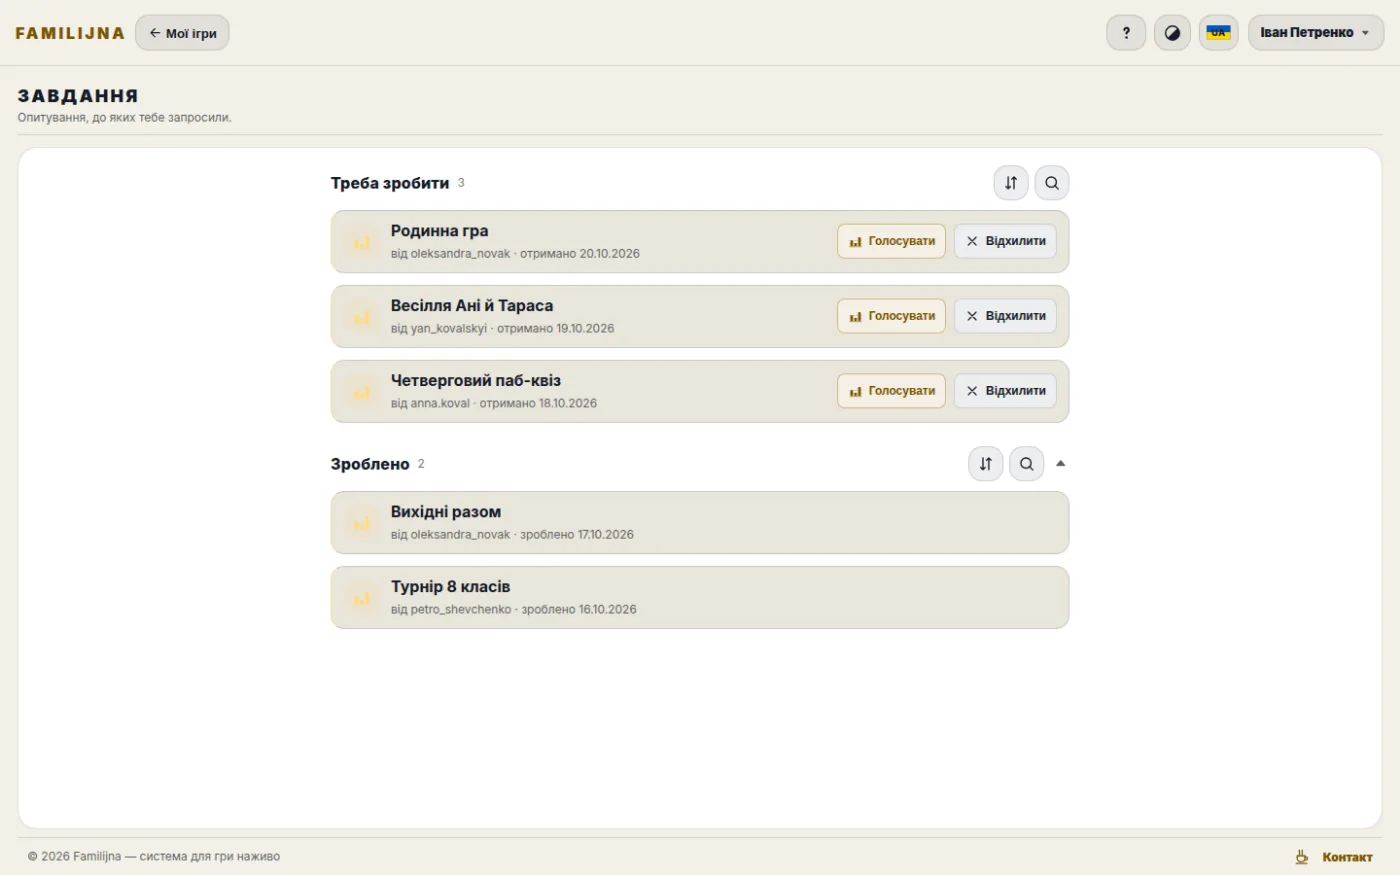 FAMILIJNA
← Мої ігри
?
UA
Іван Петренко
ЗАВДАННЯ
Опитування, до яких тебе запросили.
Треба зробити 3
Родинна гра
від oleksandra_novak · отримано 20.10.2026
Голосувати
Відхилити
Весілля Ані й Тараса
від yan_kovalskyi · отримано 19.10.2026
Голосувати
Відхилити
Четверговий паб-квіз
від anna.koval · отримано 18.10.2026
Голосувати
Відхилити
Зроблено 2
Вихідні разом
від oleksandra_novak · зроблено 17.10.2026
Турнір 8 класів
від petro_shevchenko · зроблено 16.10.2026
© 2026 Familijna — система для гри наживо
Контакт